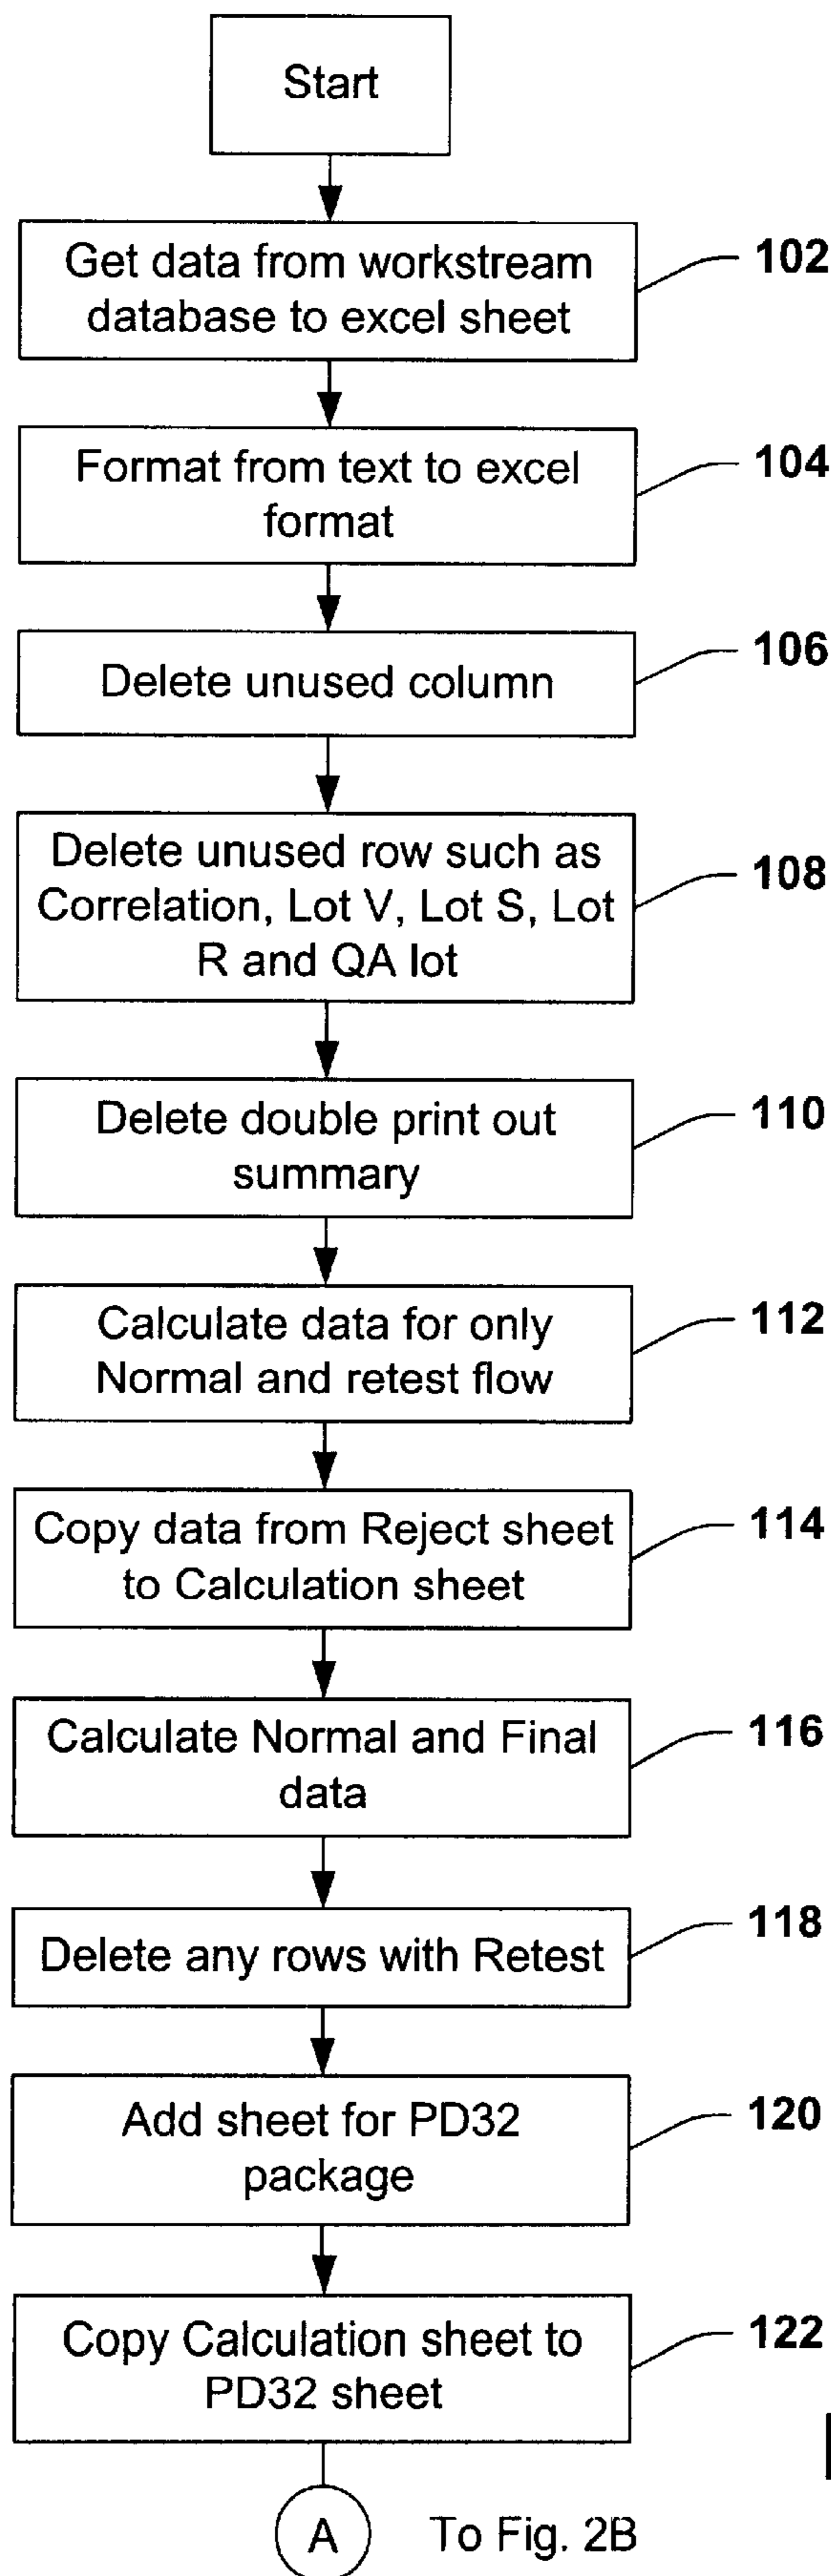 Start
Get data from workstream
database to excel sheet
102
Format from text to excel
format
104
Delete unused column
106
Delete unused row such as
Correlation, Lot V, Lot S, Lot
R and QA lot
108
Delete double print out
summary
110
Calculate data for only
Normal and retest flow
112
Copy data from Reject sheet
to Calculation sheet
114
Calculate Normal and Final
data
116
Delete any rows with Retest
118
Add sheet for PD32
package
120
Copy Calculation sheet to
PD32 sheet
122
A
To Fig. 2B